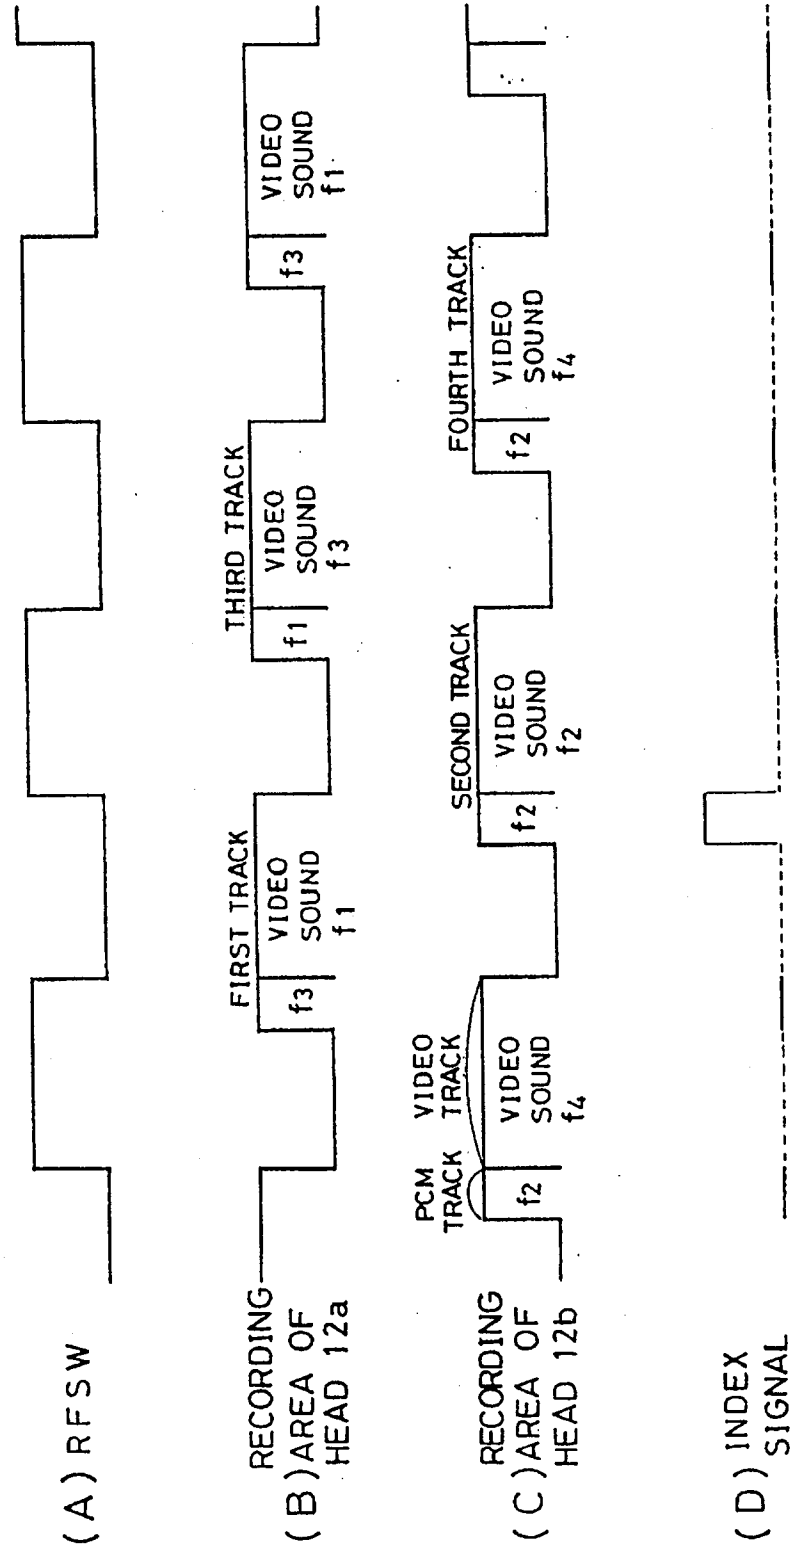 (A) RFSW
RECORDING
(B) AREA OF
HEAD 12a
FIRST TRACK
f3
VIDEO
SOUND
f1
THIRD TRACK
f1
VIDEO
SOUND
f3
f3
VIDEO
SOUND
f1
RECORDING
(C) AREA OF
HEAD 12b
PCM
TRACK
VIDEO
TRACK
f2
VIDEO
SOUND
f4
SECOND TRACK
f2
VIDEO
SOUND
f2
FOURTH TRACK
f2
VIDEO
SOUND
f4
(D) INDEX
SIGNAL